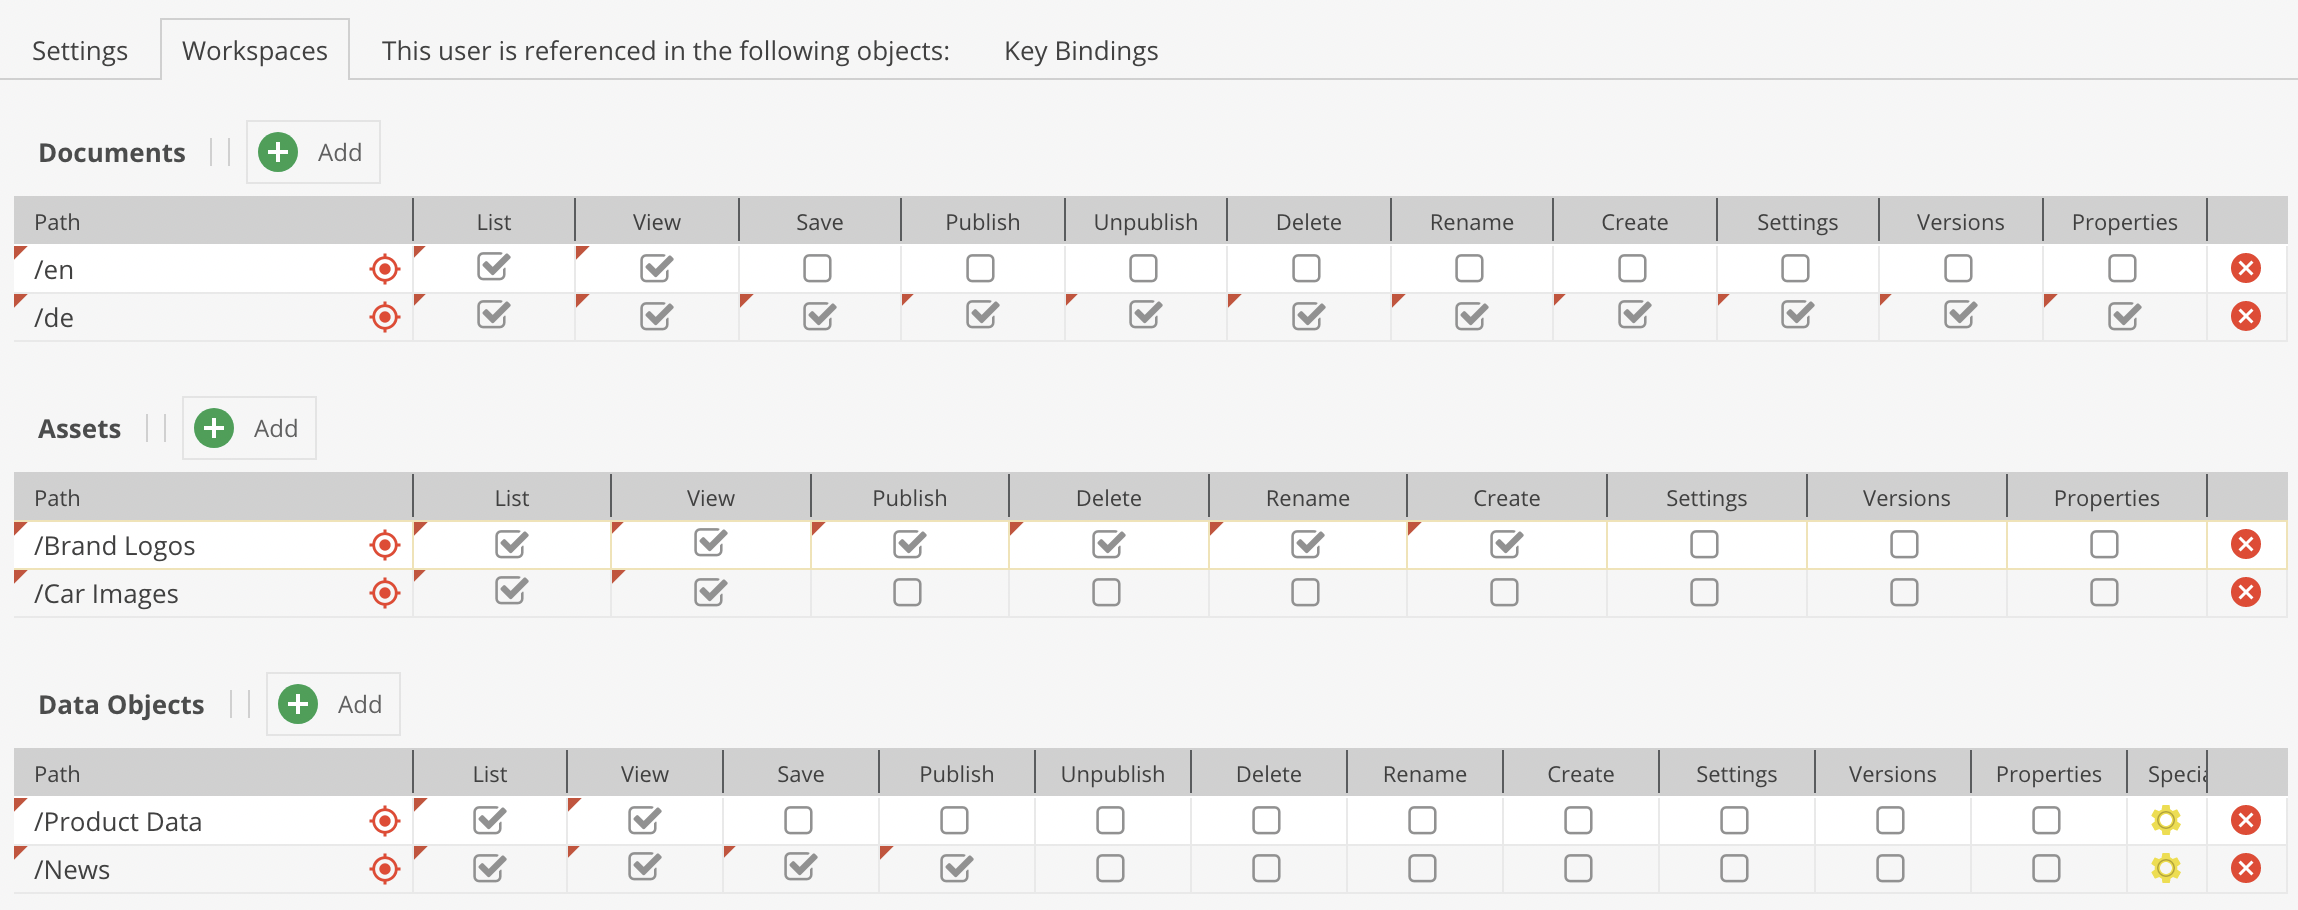 Settings Workspaces This user is referenced in the following objects: Key Bindings
Documents Add
Path List View Save Publish Unpublish Delete Rename Create Settings Versions Properties
/en
/de
Assets Add
Path List View Publish Delete Rename Create Settings Versions Properties
/Brand Logos
/Car Images
Data Objects Add
Path List View Save Publish Unpublish Delete Rename Create Settings Versions Properties Specia
/Product Data
/News